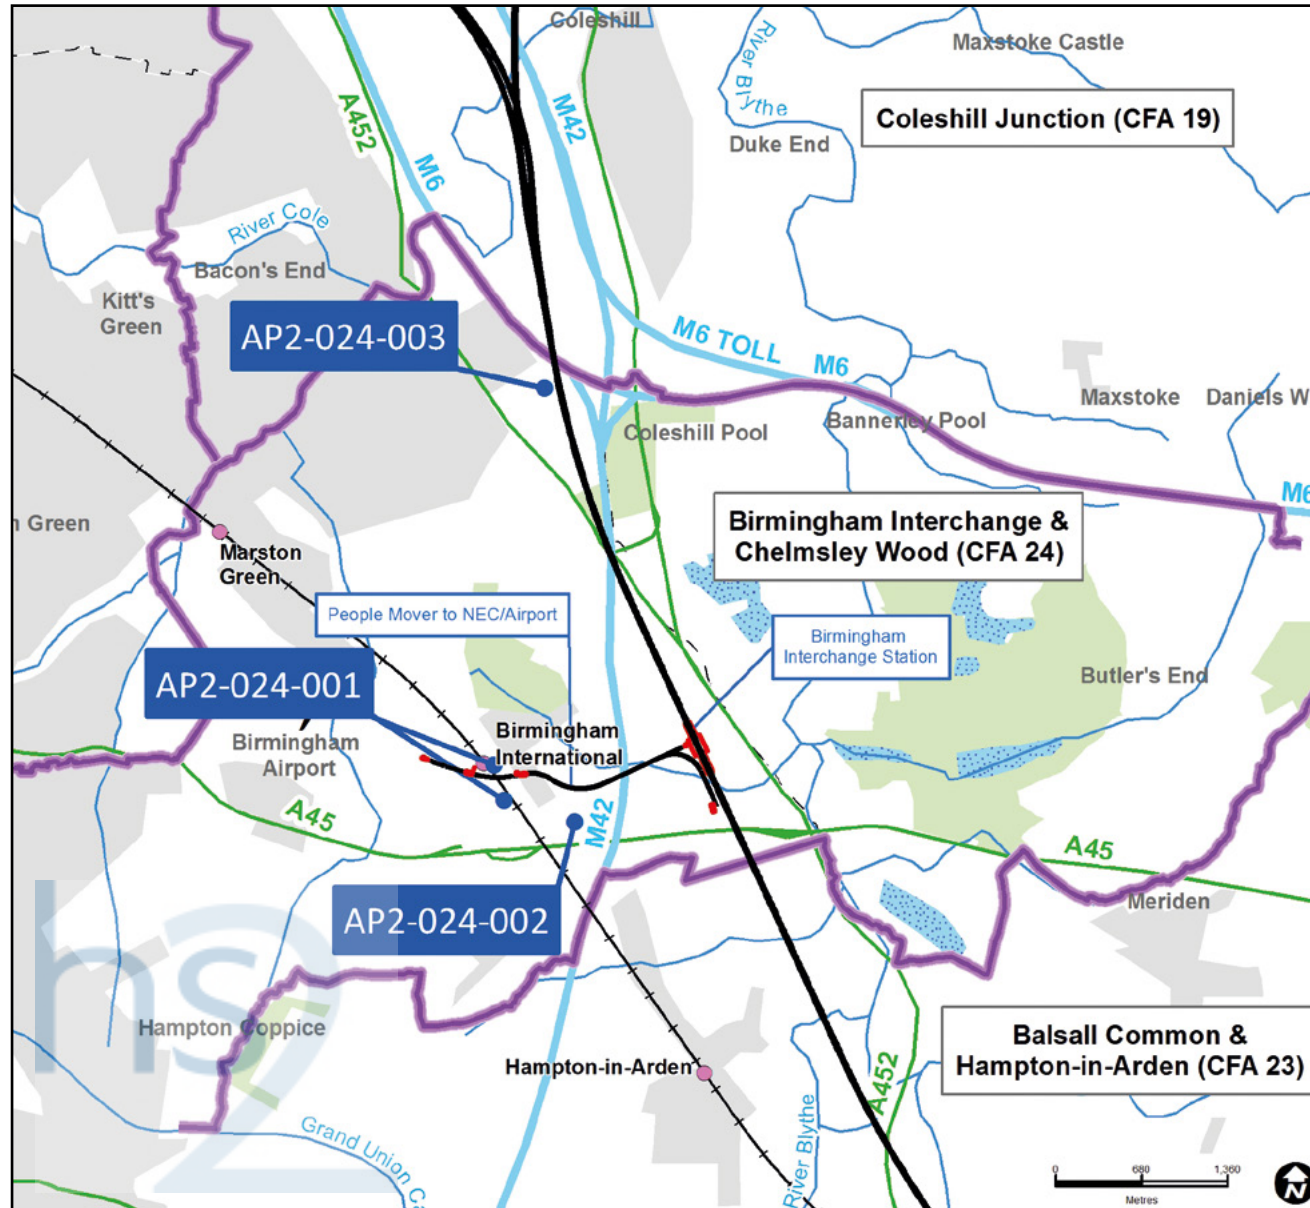 Coleshill
Maxstoke Castle
River
Blythe
A452
M6
M42
Coleshill Junction (CFA 19)
Duke End
River Cole
Bacon's End
Kitt's
Green
AP2-024-003
M6 TOLL
M6
Maxstoke
Daniels W
Coleshill Pool
Bannerley Pool
M6
n Green
Marston
Green
Birmingham Interchange &
Chelmsley Wood (CFA 24)
People Mover to NEC/Airport
Birmingham
Interchange Station
AP2-024-001
Butler's End
Birmingham
Airport
Birmingham
International
A45
M42
A45
Meriden
AP2-024-002
hs2
Hampton Coppice
Hampton-in-Arden
Balsall Common &
Hampton-in-Arden (CFA 23)
A452
River Blythe
Grand Union Ca
0 680 1,360
Metres
N